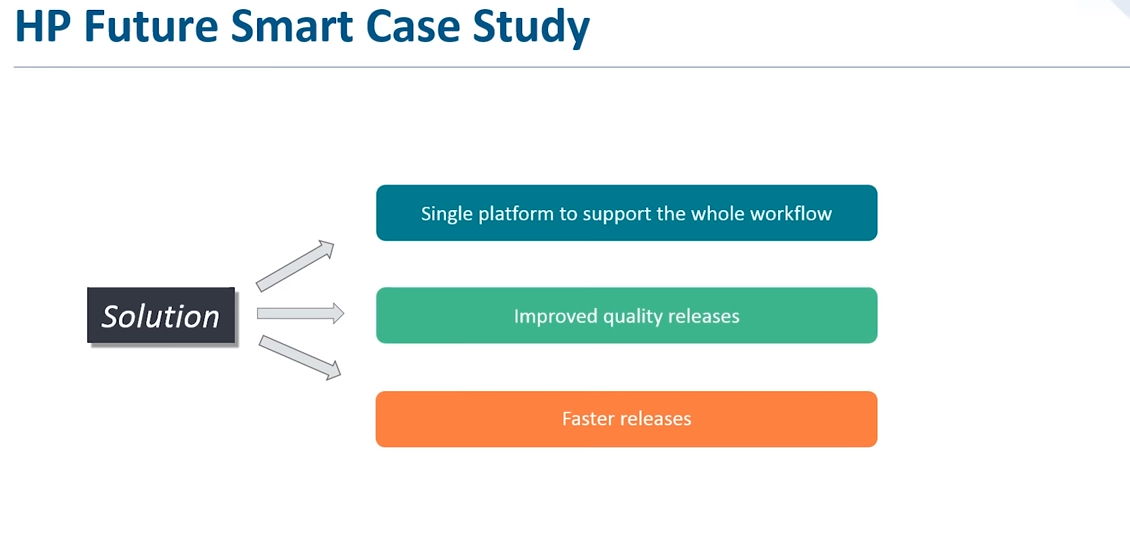 HP Future Smart Case Study
Single platform to support the whole workflow
Solution
Improved quality releases
Faster releases